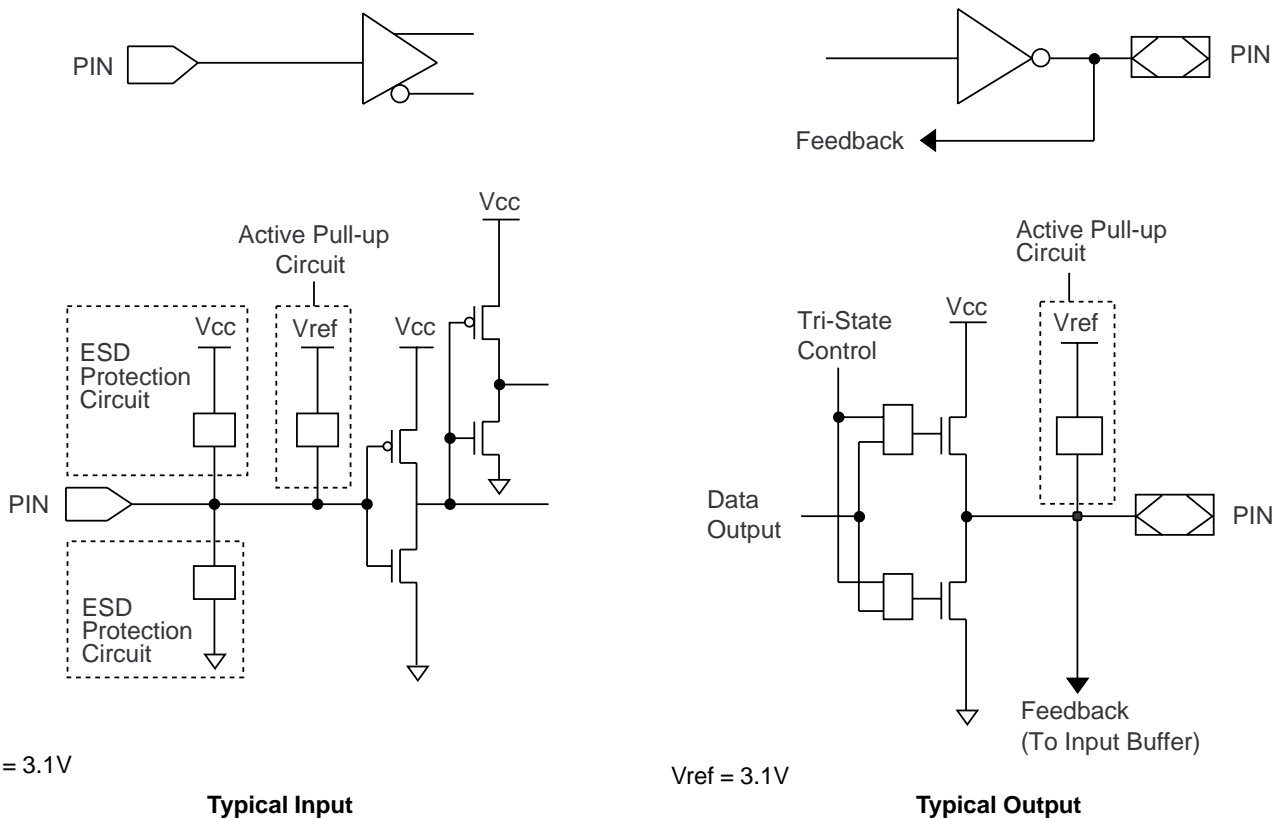 PIN
PIN
Feedback
Vcc
Active Pull-up
Circuit
Vcc
Vref
Vcc
ESD
Protection
Circuit
PIN
ESD
Protection
Circuit
= 3.1V
Typical Input
Active Pull-up
Circuit
Vcc
Vref
Tri-State
Control
Data
Output
PIN
Feedback
(To Input Buffer)
Vref = 3.1V
Typical Output